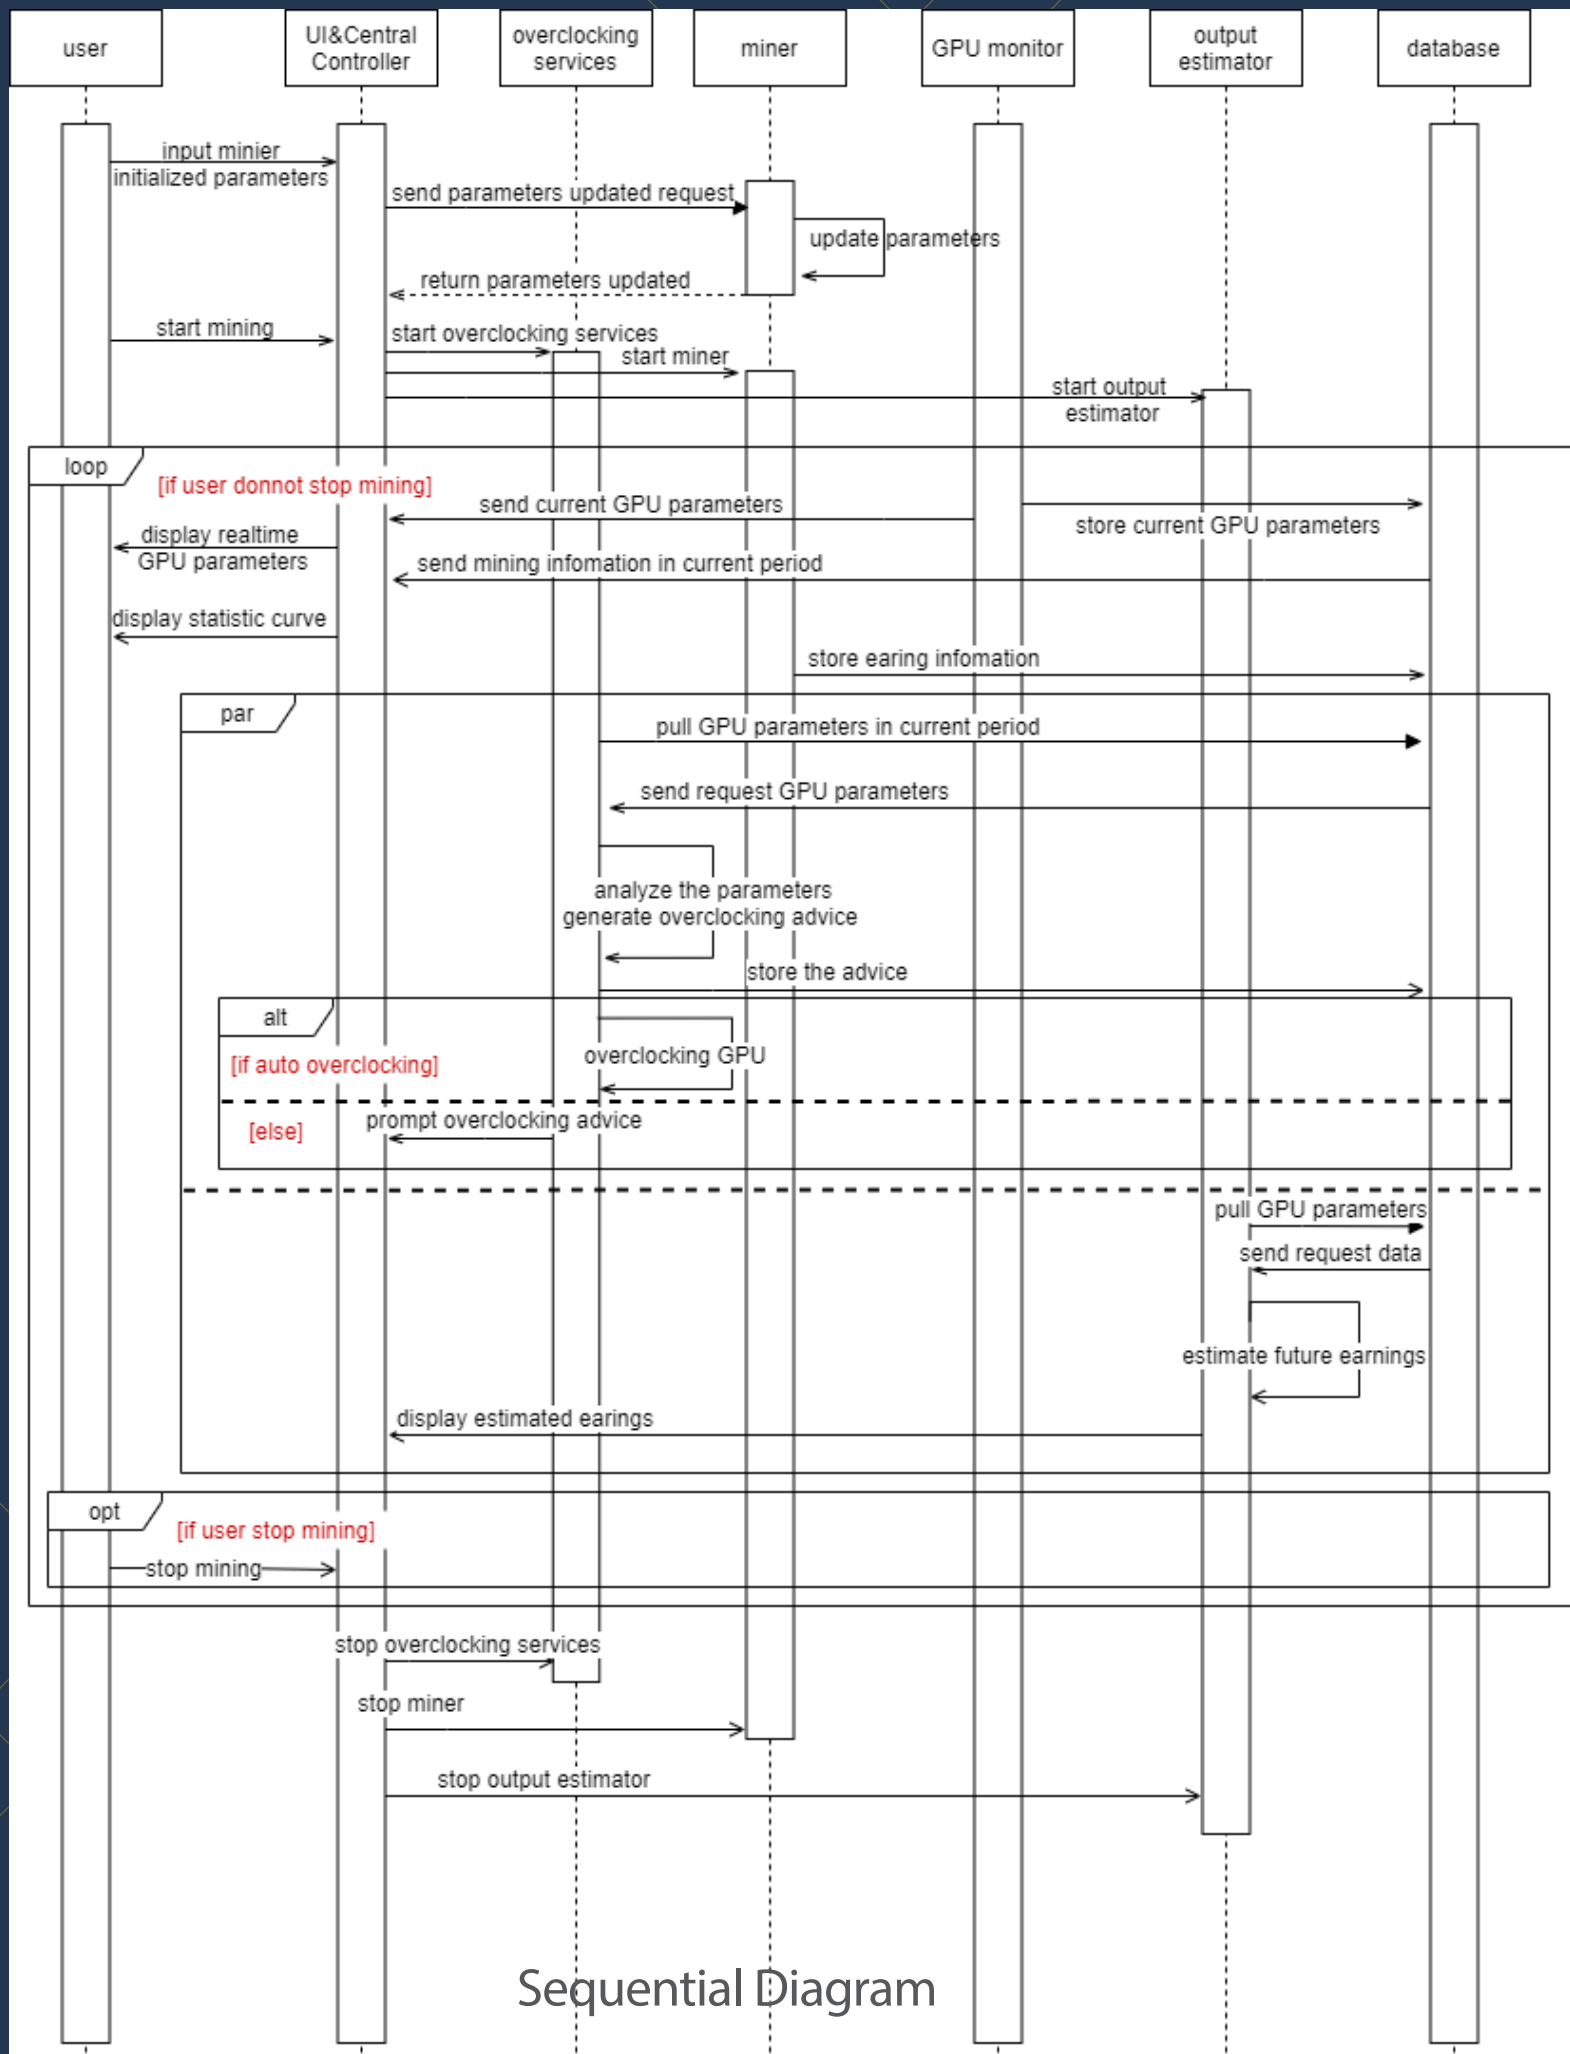 user
UI&Central
Controller
overclocking
services
miner
GPU monitor
output
estimator
database
input minier
initialized parameters
send parameters updated request
update parameters
return parameters updated
start mining
start overclocking services
start miner
start output
estimator
loop
[if user donnot stop mining]
send current GPU parameters
store current GPU parameters
display realtime
GPU parameters
send mining infomation in current period
display statistic curve
store earing infomation
par
pull GPU parameters in current period
send request GPU parameters
analyze the parameters
generate overclocking advice
store the advice
alt
[if auto overclocking]
overclocking GPU
prompt overclocking advice
[else]
pull GPU parameters
send request data
estimate future earnings
display estimated earings
opt
[if user stop mining]
stop mining
stop overclocking services
stop miner
stop output estimator
Sequential Diagram